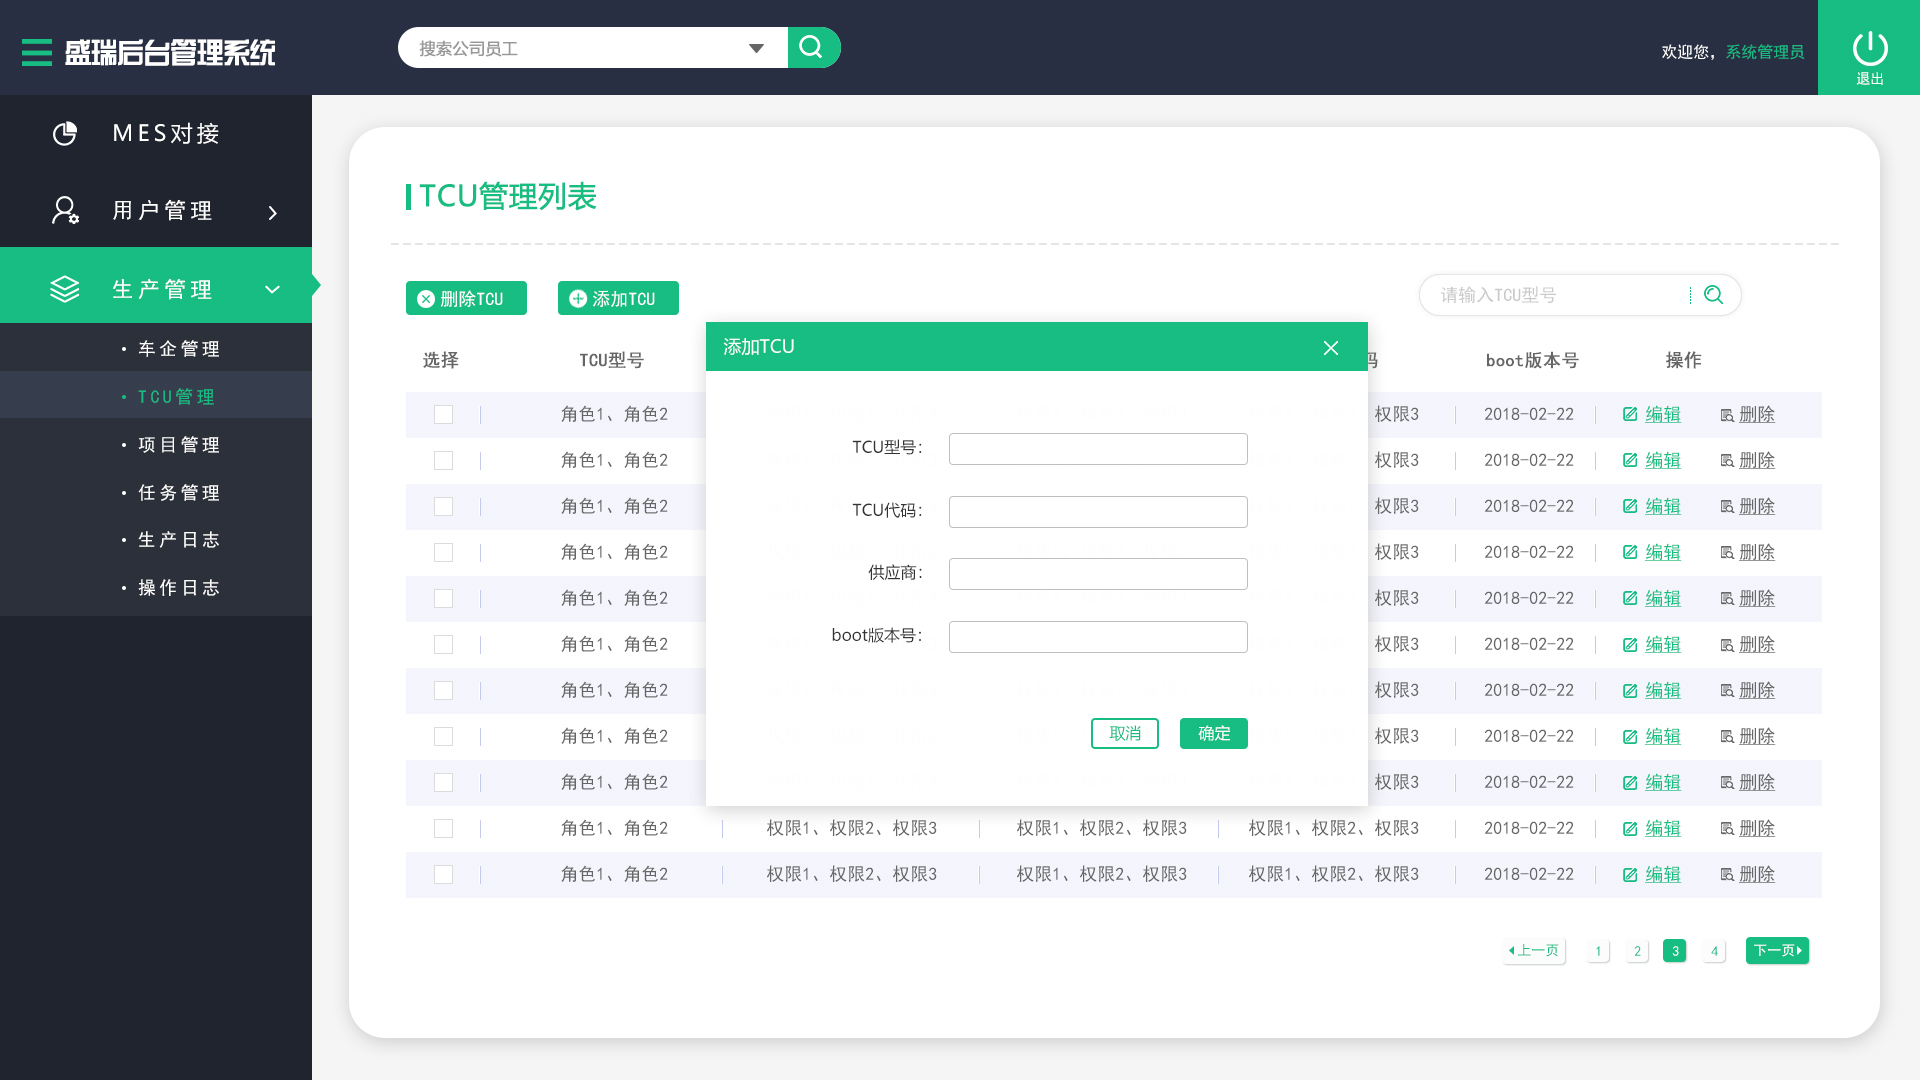 盛瑞后台管理系统
搜索公司员工
欢迎您，系统管理员
退出
MES对接
用户管理
生产管理
• 车企管理
• TCU管理
• 项目管理
• 任务管理
• 生产日志
• 操作日志
TCU管理列表
删除TCU 添加TCU 请输入TCU型号
选择 TCU型号 码 boot版本号 操作
角色1、角色2 权限3 2018-02-22 编辑 删除
角色1、角色2 权限3 2018-02-22 编辑 删除
角色1、角色2 权限3 2018-02-22 编辑 删除
角色1、角色2 权限3 2018-02-22 编辑 删除
角色1、角色2 权限3 2018-02-22 编辑 删除
角色1、角色2 权限3 2018-02-22 编辑 删除
角色1、角色2 权限3 2018-02-22 编辑 删除
角色1、角色2 权限3 2018-02-22 编辑 删除
角色1、角色2 权限3 2018-02-22 编辑 删除
角色1、角色2 权限1、权限2、权限3 权限1、权限2、权限3 权限1、权限2、权限3 2018-02-22 编辑 删除
角色1、角色2 权限1、权限2、权限3 权限1、权限2、权限3 权限1、权限2、权限3 2018-02-22 编辑 删除
添加TCU
TCU型号：
TCU代码：
供应商：
boot版本号：
取消 确定
上一页 1 2 3 4 下一页